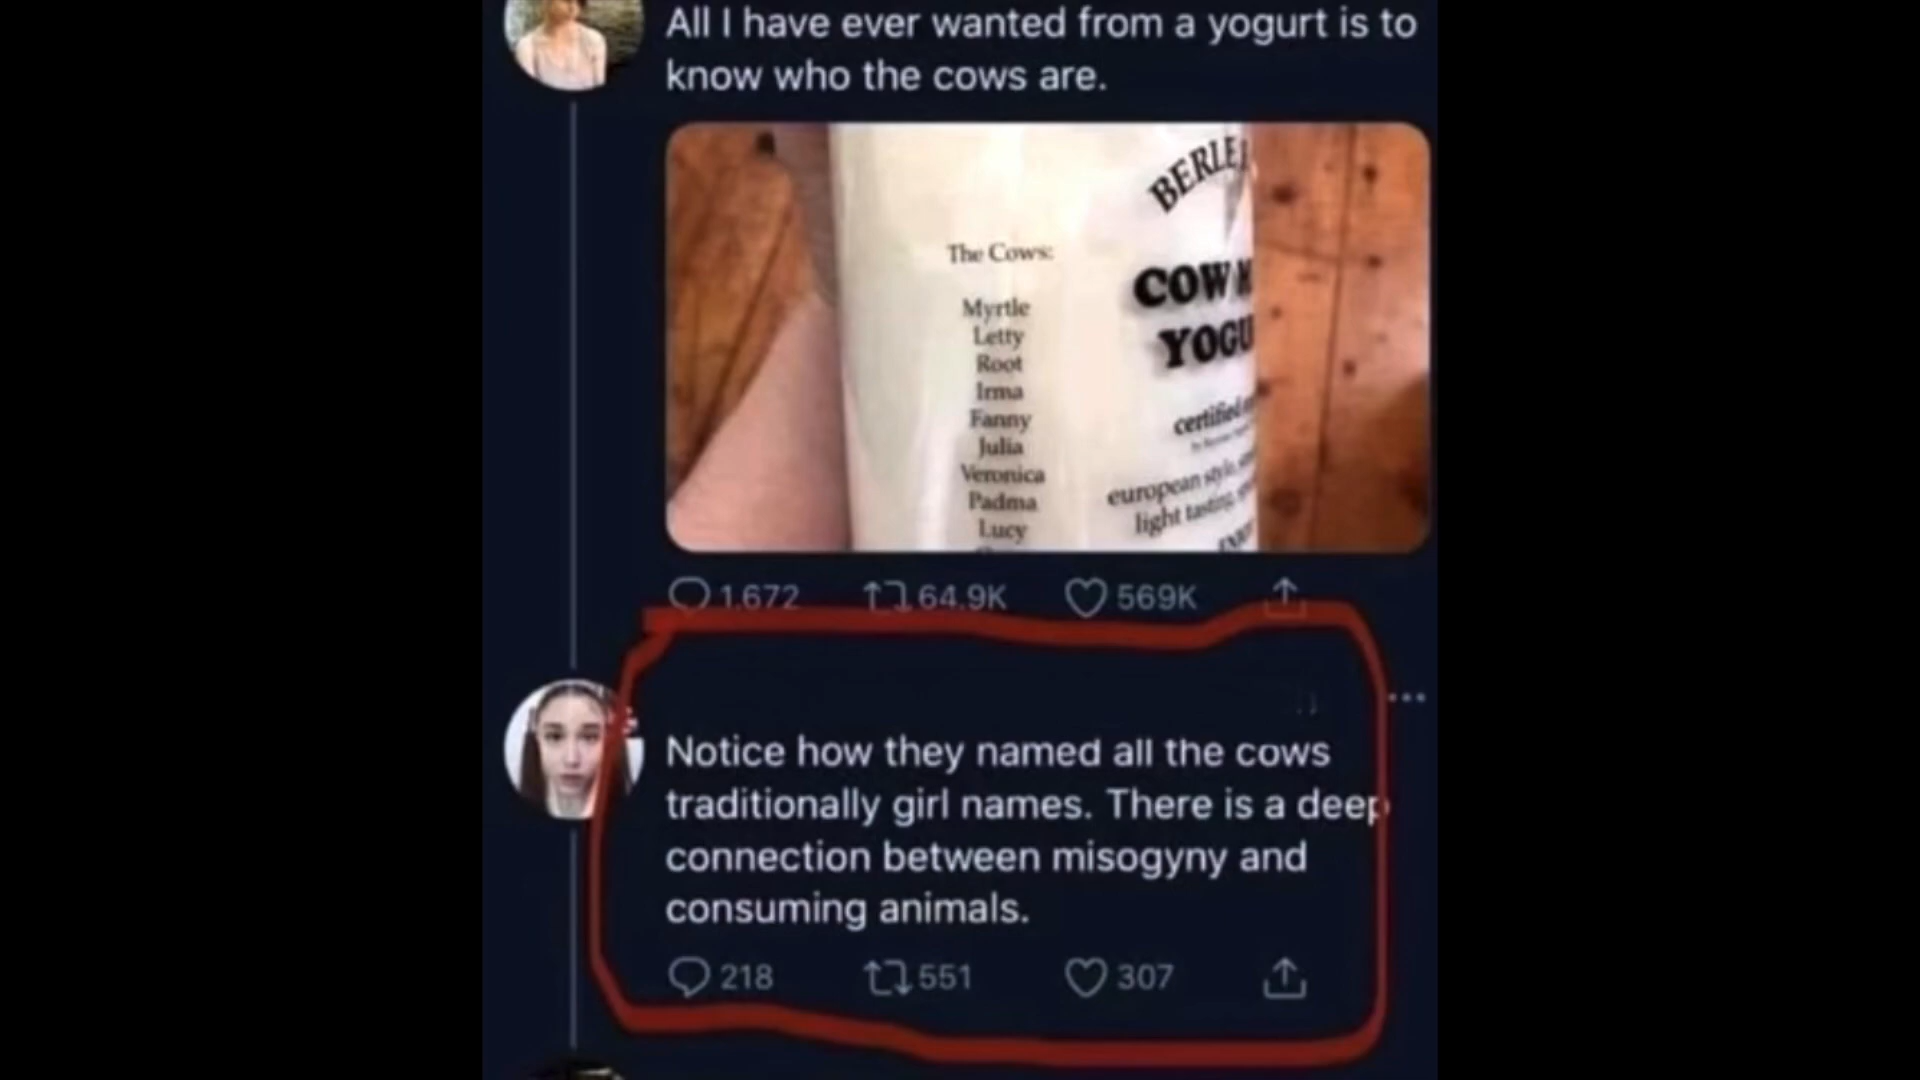 All I have ever wanted from a yogurt is to
know who the cows are.
The Cows:
Myrtle
Letty
Root
Irma
Fanny
Julia
Veronica
Padma
Lucy
COW
YOGU
certified
european style,
light tasting,
1,672 64.9K 569K
Notice how they named all the cows
traditionally girl names. There is a deep
connection between misogyny and
consuming animals.
218 551 307